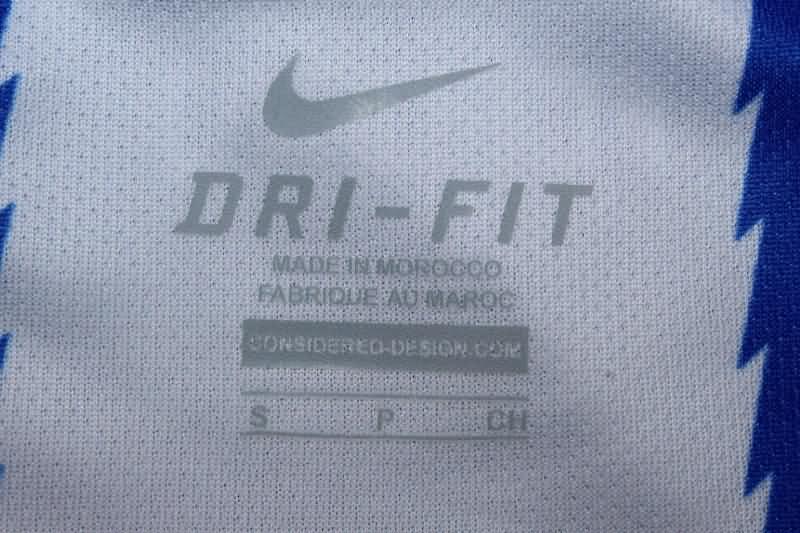 DRI-FIT
MADE IN MOROCCO
FABRIQUE AU MAROC
CONSIDERED-DESIGN.COM
S P CH